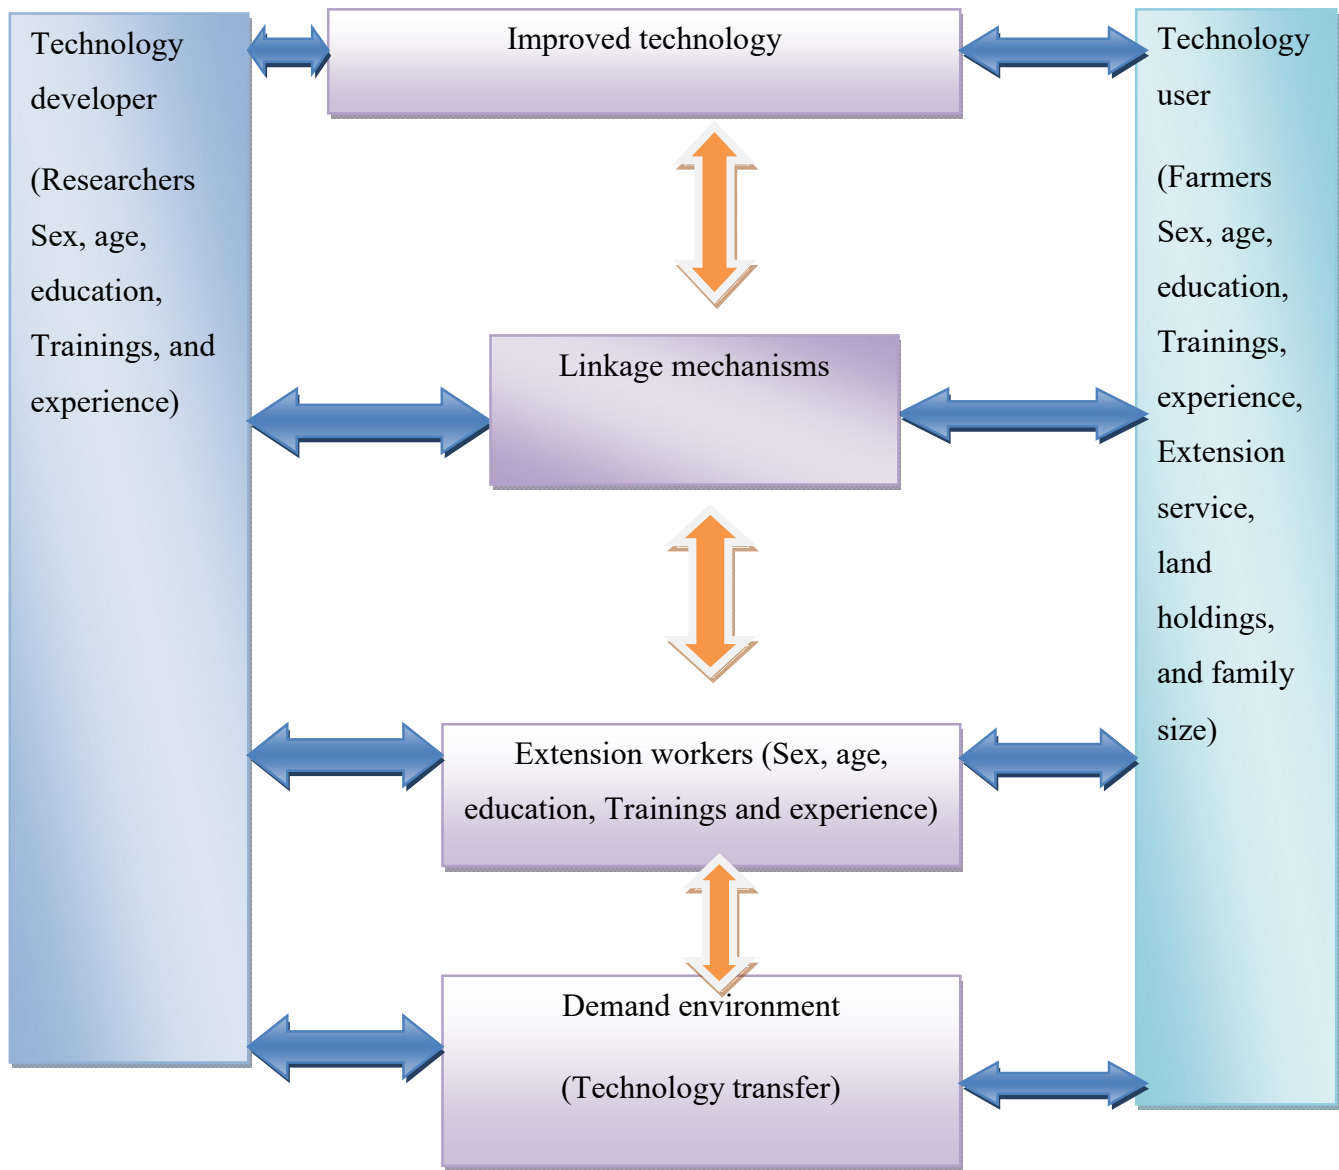 Technology
developer
(Researchers
Sex, age,
education,
Trainings, and
experience)
Improved technology
Linkage mechanisms
Extension workers (Sex, age,
education, Trainings and experience)
Demand environment
(Technology transfer)
Technology
user
(Farmers
Sex, age,
education,
Trainings,
experience,
Extension
service,
land
holdings,
and family
size)